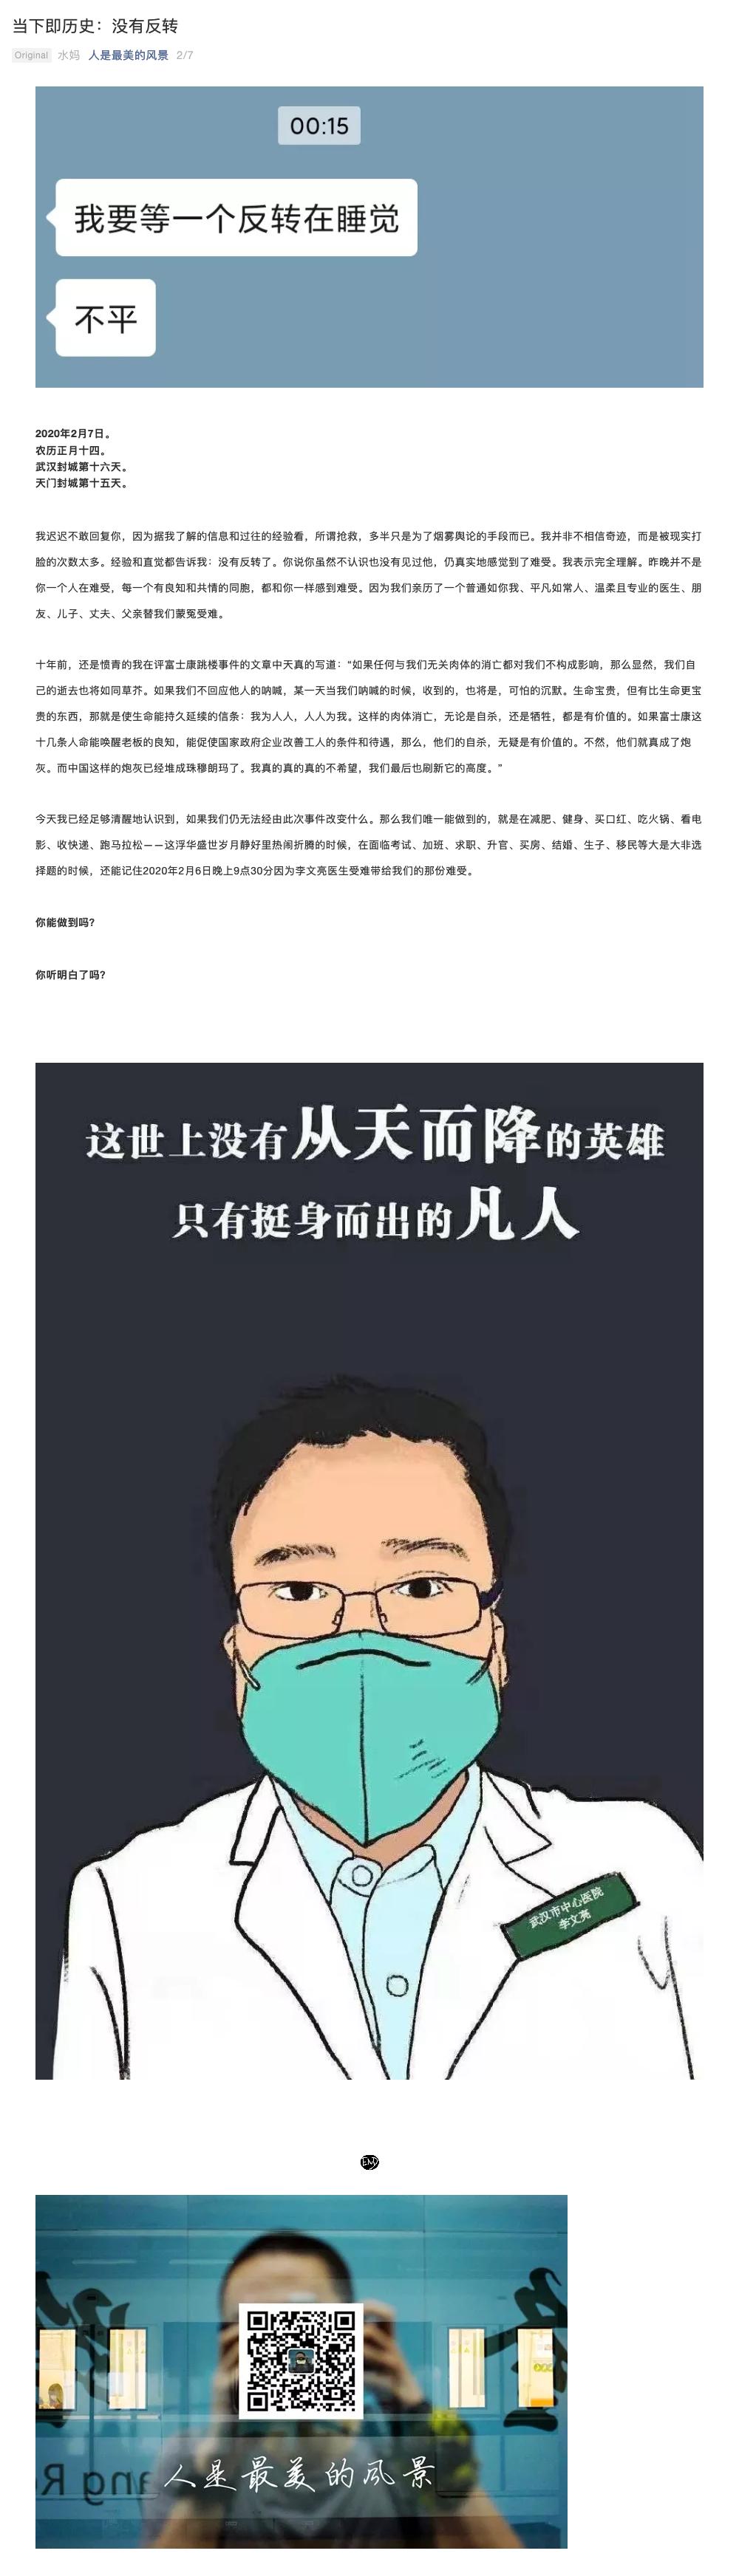 当下即历史：没有反转
Original 水妈 人是最美的风景 2/7
00:15
我要等一个反转在睡觉
不平
2020年2月7日。
农历正月十四。
武汉封城第十六天。
天门封城第十五天。
我迟迟不敢回复你，因为据我了解的信息和过往的经验看，所谓抢救，多半只是为了烟雾舆论的手段而已。我并非不相信奇迹，而是被现实打
脸的次数太多。经验和直觉都告诉我：没有反转了。你说你虽然不认识也没有见过他，仍真实地感觉到了难受。我表示完全理解。昨晚并不是
你一个人在难受，每一个有良知和共情的同胞，都和你一样感到难受。因为我们亲历了一个普通如你我、平凡如常人、温柔且专业的医生、朋
友、儿子、丈夫、父亲替我们蒙冤受难。
十年前，还是愤青的我在评富士康跳楼事件的文章中天真的写道：“如果任何与我们无关肉体的消亡都对我们不构成影响，那么显然，我们自
己的逝去也将如同草芥。如果我们不回应他人的呐喊，某一天当我们呐喊的时候，收到的，也将是，可怕的沉默。生命宝贵，但有比生命更宝
贵的东西，那就是使生命能持久延续的信条：我为人人，人人为我。这样的肉体消亡，无论是自杀，还是牺牲，都是有价值的。如果富士康这
十几条人命能唤醒老板的良知，能促使国家政府企业改善工人的条件和待遇，那么，他们的自杀，无疑是有价值的。不然，他们就真成了炮
灰。而中国这样的炮灰已经堆成珠穆朗玛了。我真的真的真的不希望，我们最后也刷新它的高度。”
今天我已经足够清醒地认识到，如果我们仍无法经由此次事件改变什么。那么我们唯一能做到的，就是在减肥、健身、买口红、吃火锅、看电
影、收快递、跑马拉松——这浮华盛世岁月静好里热闹折腾的时候，在面临考试、加班、求职、升官、买房、结婚、生子、移民等大是大非选
择题的时候，还能记住2020年2月6日晚上9点30分因为李文亮医生受难带给我们的那份难受。
你能做到吗?
你听明白了吗?
这世上没有从天而降的英雄
只有挺身而出的凡人
武汉市中心医院
李文亮
END
人是最美的风景